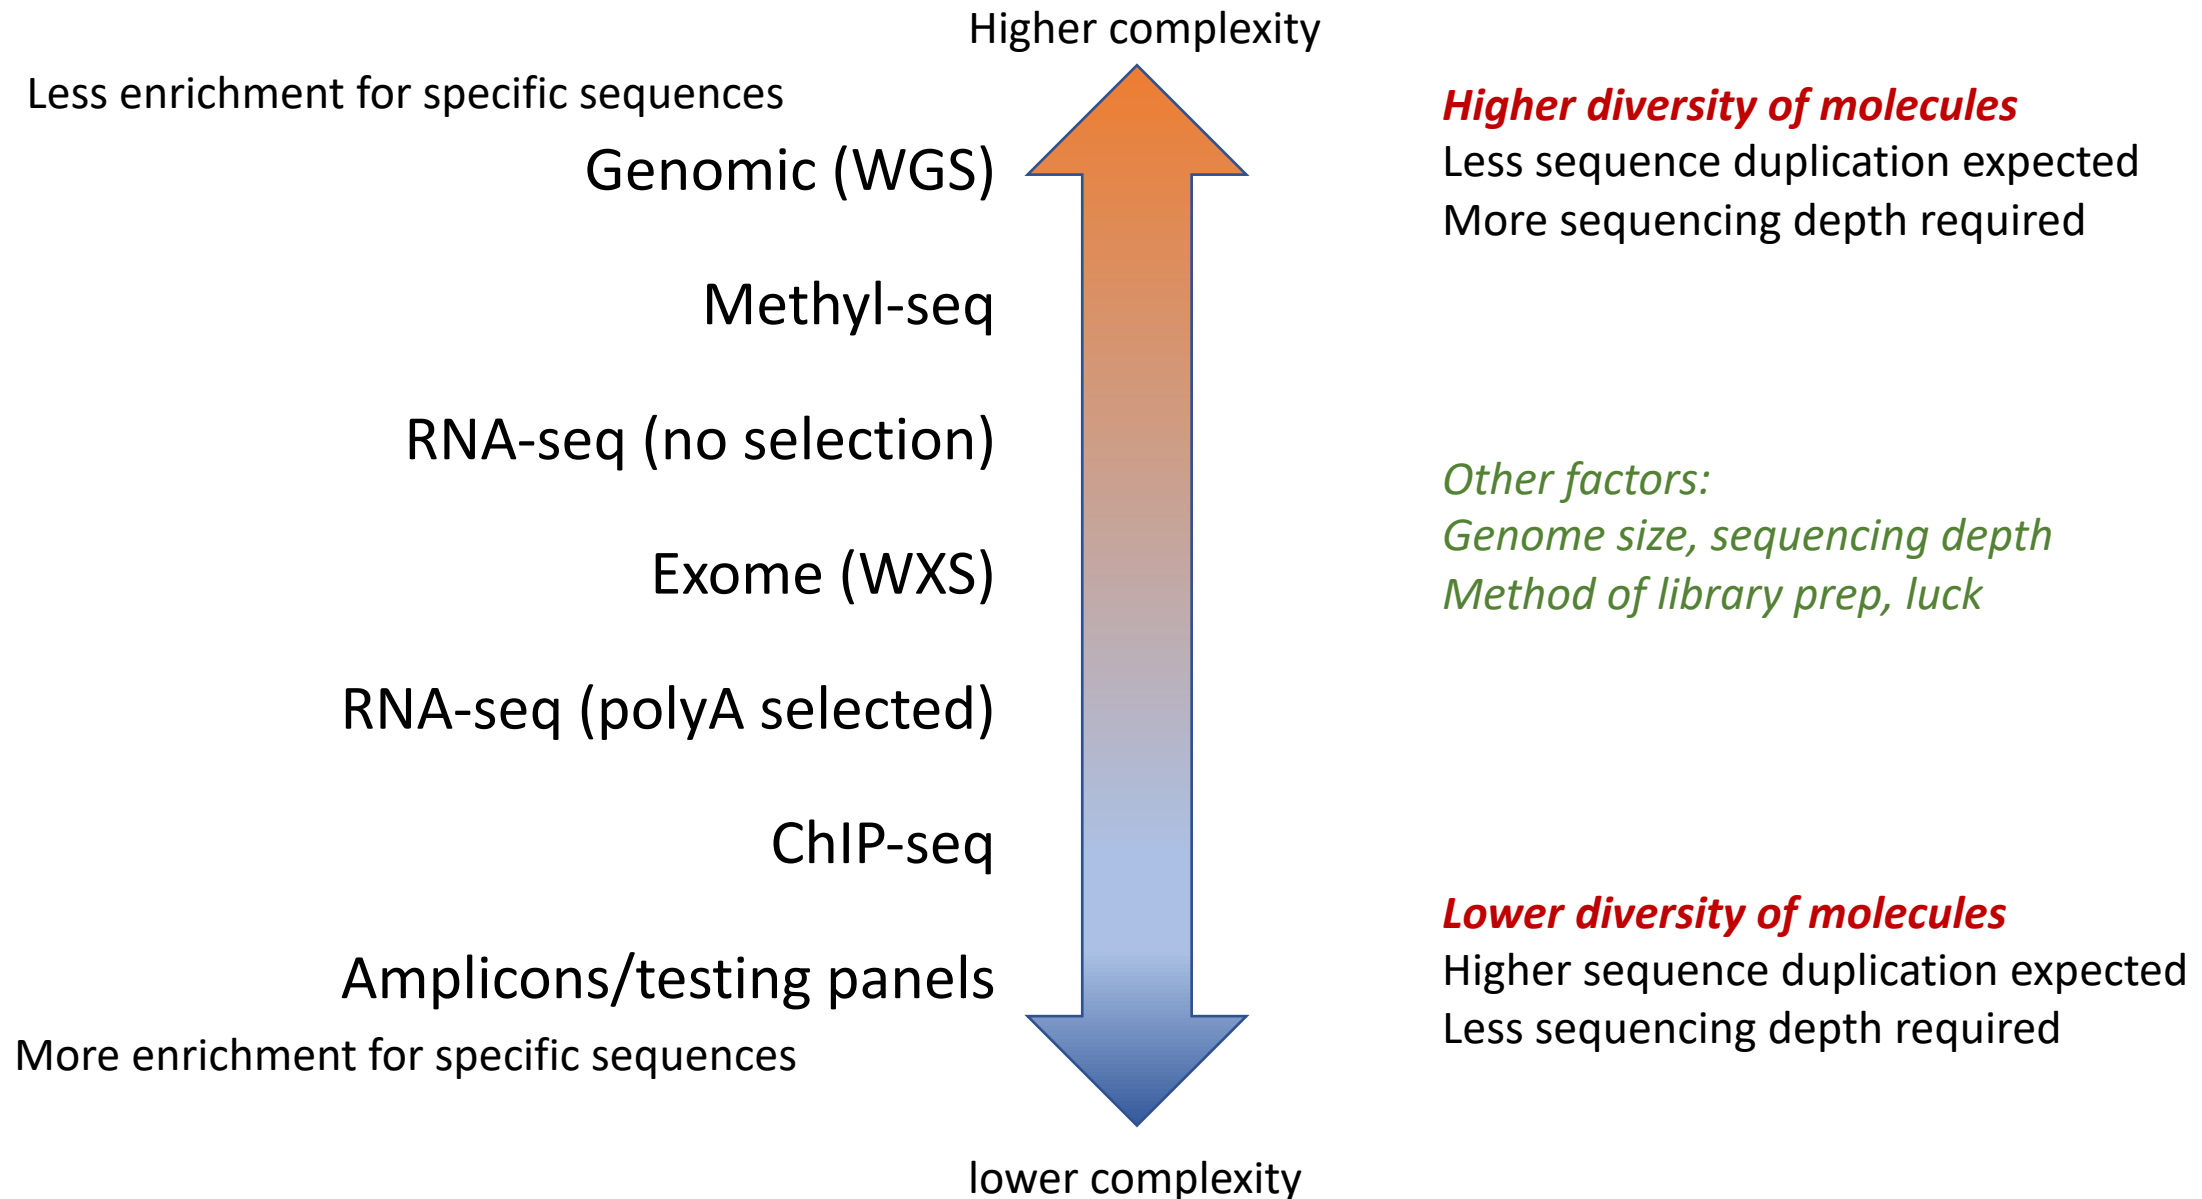 Higher complexity
Less enrichment for specific sequences
Genomic (WGS)
Methyl-seq
RNA-seq (no selection)
Exome (WXS)
RNA-seq (polyA selected)
ChIP-seq
Amplicons/testing panels
More enrichment for specific sequences
Higher diversity of molecules
Less sequence duplication expected
More sequencing depth required
Other factors:
Genome size, sequencing depth
Method of library prep, luck
Lower diversity of molecules
Higher sequence duplication expected
Less sequencing depth required
lower complexity